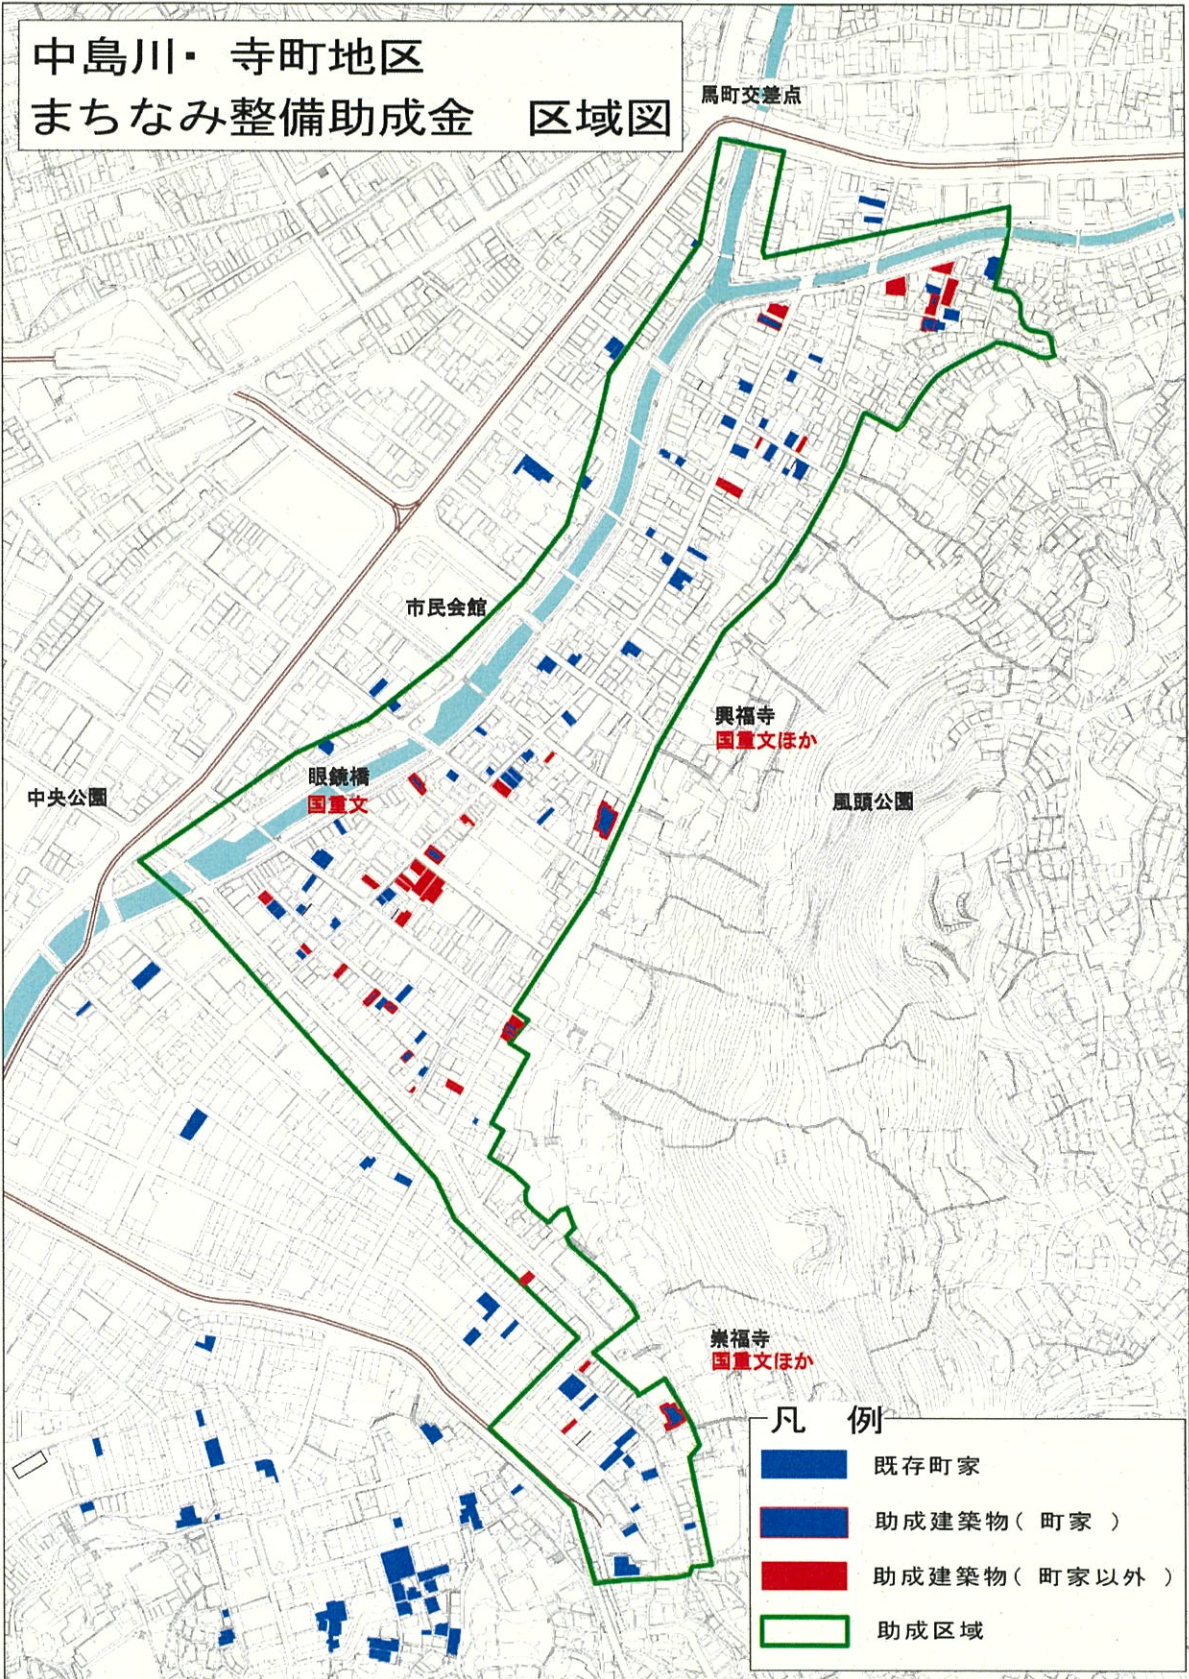 中島川・ 寺町地区
まちなみ整備助成金　区域図
馬町交差点
市民会館
興福寺
国重文ほか
眼鏡橋
国重文
中央公園
風頭公園
崇福寺
国重文ほか
凡　例
既存町家
助成建築物（ 町家 ）
助成建築物（ 町家以外 ）
助成区域